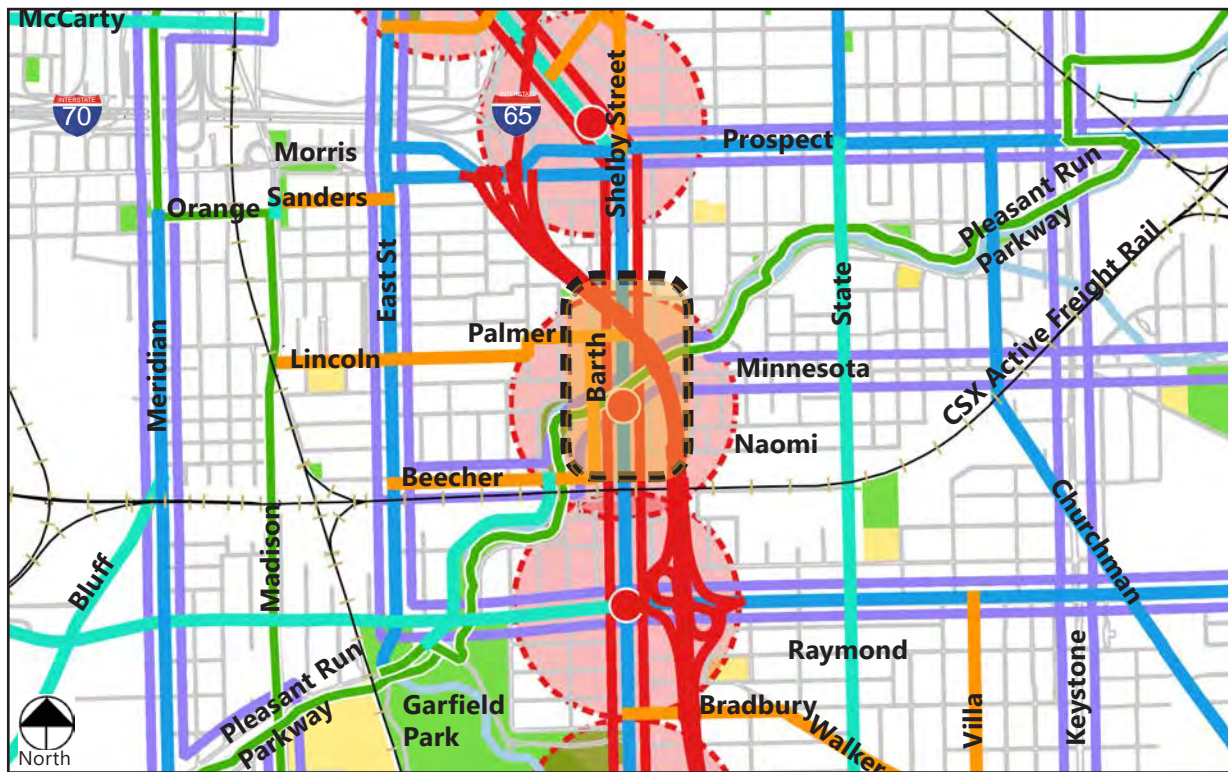 McCarty
INTERSTATE
70
INTERSTATE
65
Shelby Street
Prospect
Morris
Sanders
Orange
Pleasant Run
Parkway
East St
State
CSX Active Freight Rail
Meridian
Palmer
Lincoln
Barth
Minnesota
Naomi
Beecher
Churchman
Bluff
Madison
Raymond
Pleasant Run
Parkway
Garfield
Park
Bradbury
Walker
Villa
Keystone
North